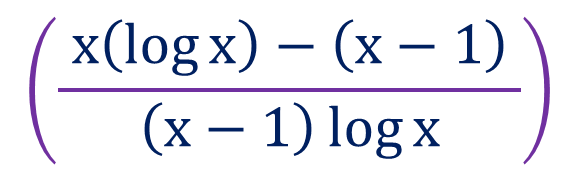 x(log x) − (x − 1)
(x − 1) log x